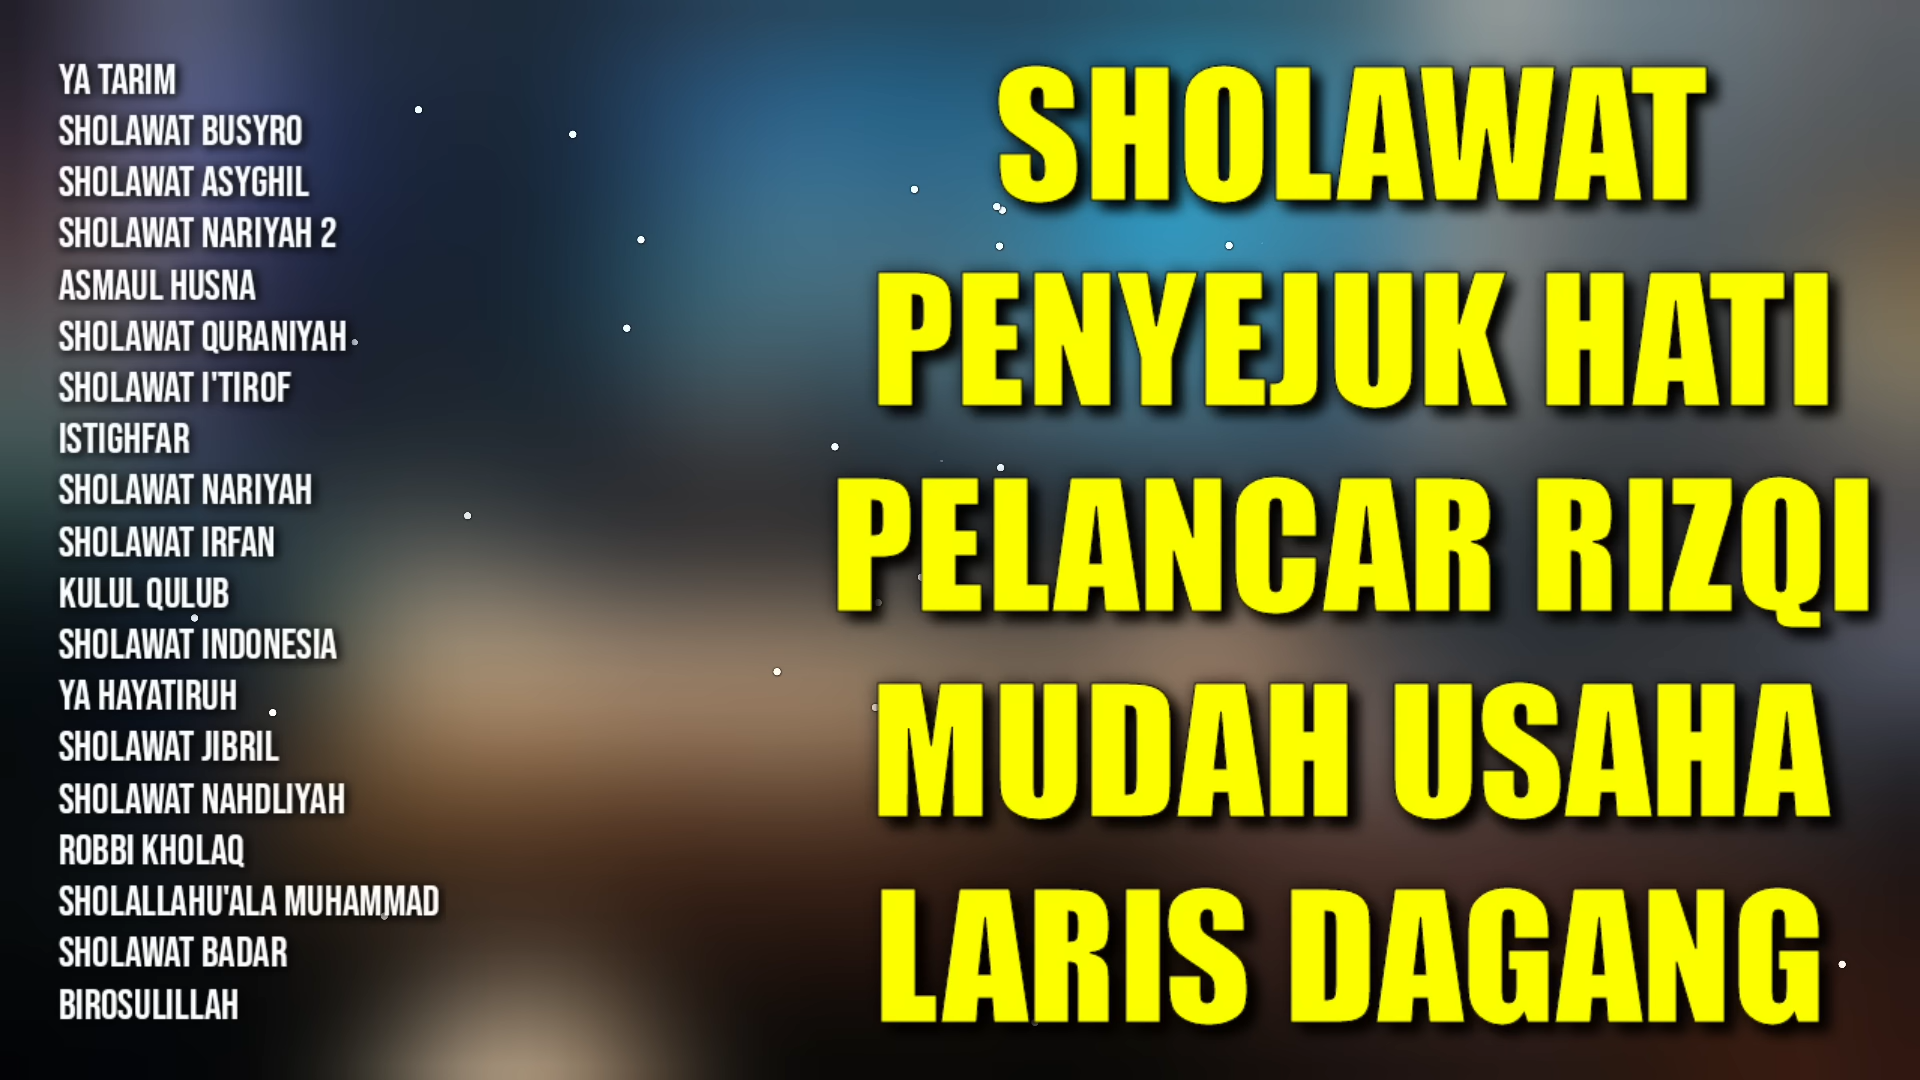 YA TARIM
SHOLAWAT BUSYRO
SHOLAWAT ASYGHIL
SHOLAWAT NARIYAH 2
ASMAUL HUSNA
SHOLAWAT QURANIYAH
SHOLAWAT I'TIROF
ISTIGHFAR
SHOLAWAT NARIYAH
SHOLAWAT IRFAN
KULUL QULUB
SHOLAWAT INDONESIA
YA HAYATIRUH
SHOLAWAT JIBRIL
SHOLAWAT NAHDLIYAH
ROBBI KHOLAQ
SHOLALLAHU'ALA MUHAMMAD
SHOLAWAT BADAR
BIROSULILLAH
SHOLAWAT
PENYEJUK HATI
PELANCAR RIZQI
MUDAH USAHA
LARIS DAGANG